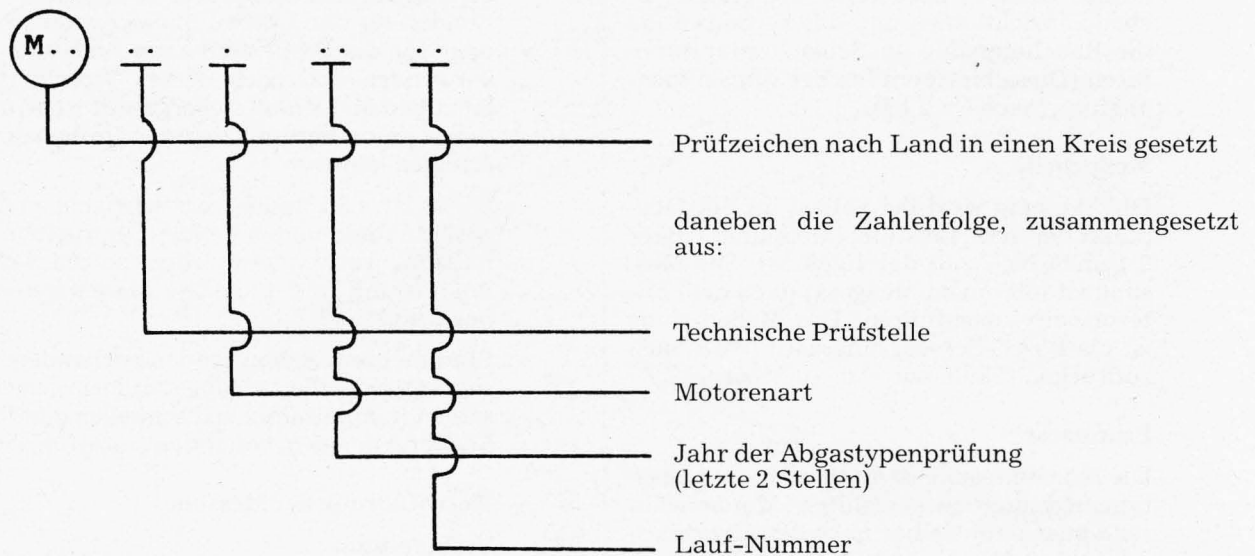 M.. .. .. .. ..
Prüfzeichen nach Land in einen Kreis gesetzt
daneben die Zahlenfolge, zusammengesetzt
aus:
Technische Prüfstelle
Motorenart
Jahr der Abgastypenprüfung
(letzte 2 Stellen)
Lauf-Nummer